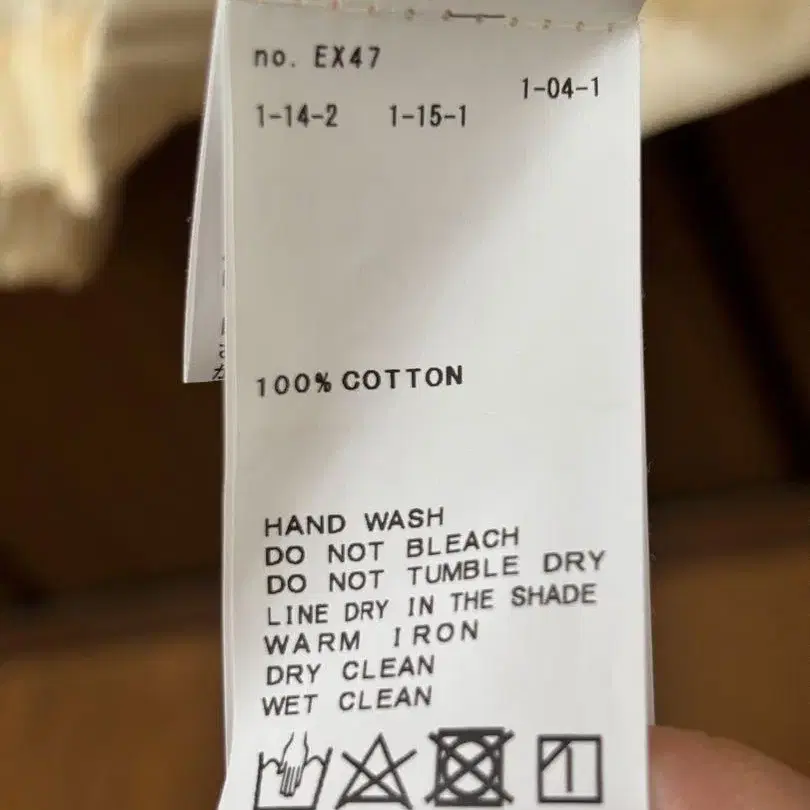 no. EX47
1-04-1
1-14-2 1-15-1
100% COTTON
HAND WASH
DO NOT BLEACH
DO NOT TUMBLE DRY
LINE DRY IN THE SHADE
WARM IRON
DRY CLEAN
WET CLEAN